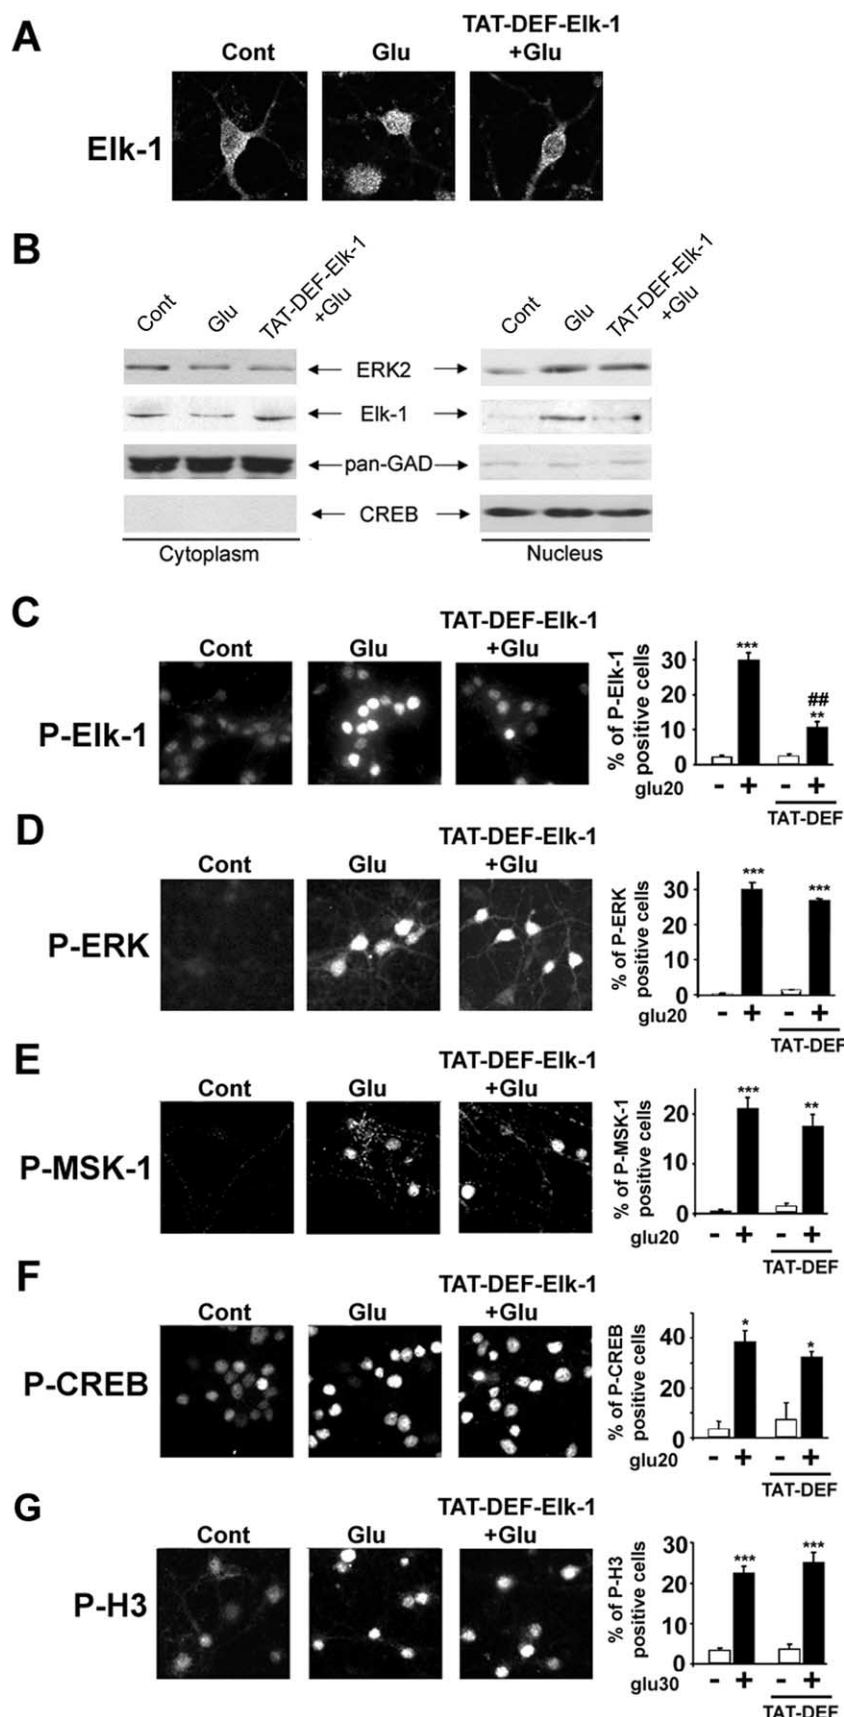 A
Cont Glu TAT-DEF-Elk-1
+Glu
Elk-1
B
Cont Glu TAT-DEF-Elk-1
+Glu
Cont Glu TAT-DEF-Elk-1
+Glu
ERK2
Elk-1
pan-GAD
CREB
Cytoplasm Nucleus
C
Cont Glu TAT-DEF-Elk-1
+Glu
P-Elk-1
% of P-Elk-1
positive cells
30
20
10
0
***
##
**
glu20 - + - +
TAT-DEF
D
Cont Glu TAT-DEF-Elk-1
+Glu
P-ERK
% of P-ERK
positive cells
30
20
10
0
*** ***
glu20 - + - +
TAT-DEF
E
Cont Glu TAT-DEF-Elk-1
+Glu
P-MSK-1
% of P-MSK-1
positive cells
20
10
0
*** **
glu20 - + - +
TAT-DEF
F
Cont Glu TAT-DEF-Elk-1
+Glu
P-CREB
% of P-CREB
positive cells
40
20
0
* *
glu20 - + - +
TAT-DEF
G
Cont Glu TAT-DEF-Elk-1
+Glu
P-H3
% of P-H3
positive cells
30
20
10
0
*** ***
glu30 - + - +
TAT-DEF